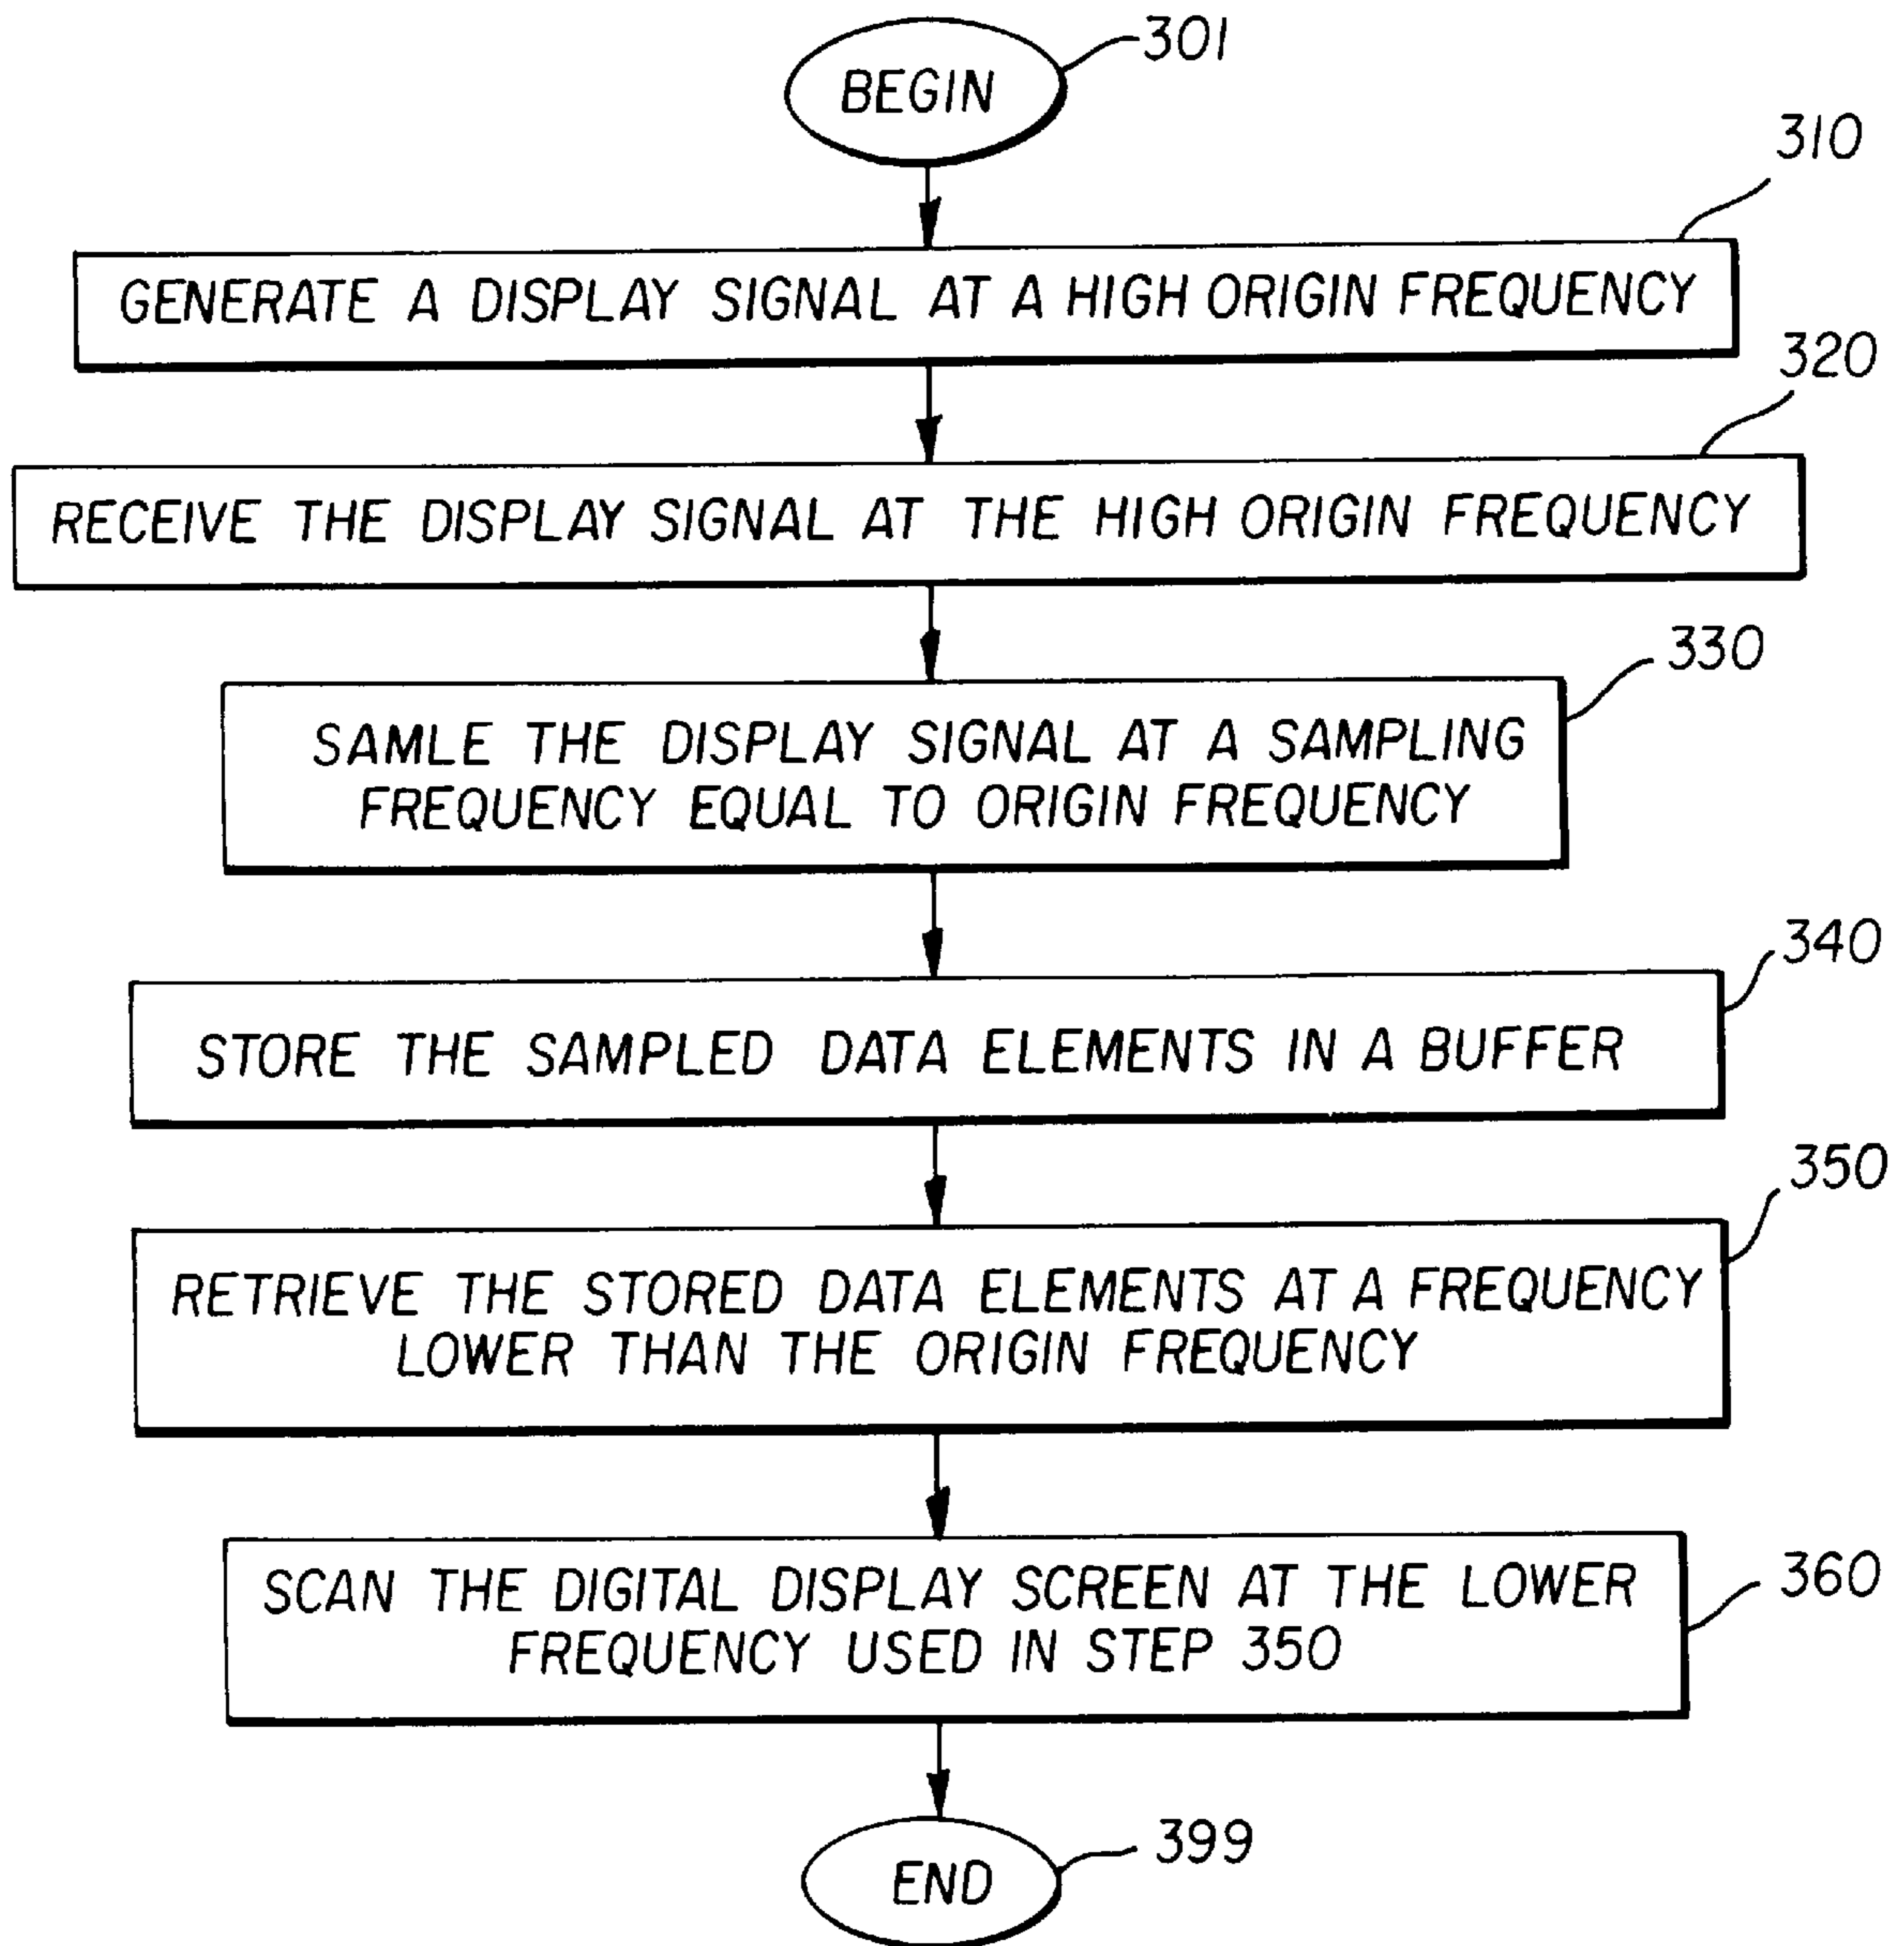 BEGIN
301
310
GENERATE A DISPLAY SIGNAL AT A HIGH ORIGIN FREQUENCY
320
RECEIVE THE DISPLAY SIGNAL AT THE HIGH ORIGIN FREQUENCY
330
SAMLE THE DISPLAY SIGNAL AT A SAMPLING
FREQUENCY EQUAL TO ORIGIN FREQUENCY
340
STORE THE SAMPLED DATA ELEMENTS IN A BUFFER
350
RETRIEVE THE STORED DATA ELEMENTS AT A FREQUENCY
LOWER THAN THE ORIGIN FREQUENCY
360
SCAN THE DIGITAL DISPLAY SCREEN AT THE LOWER
FREQUENCY USED IN STEP 350
399
END